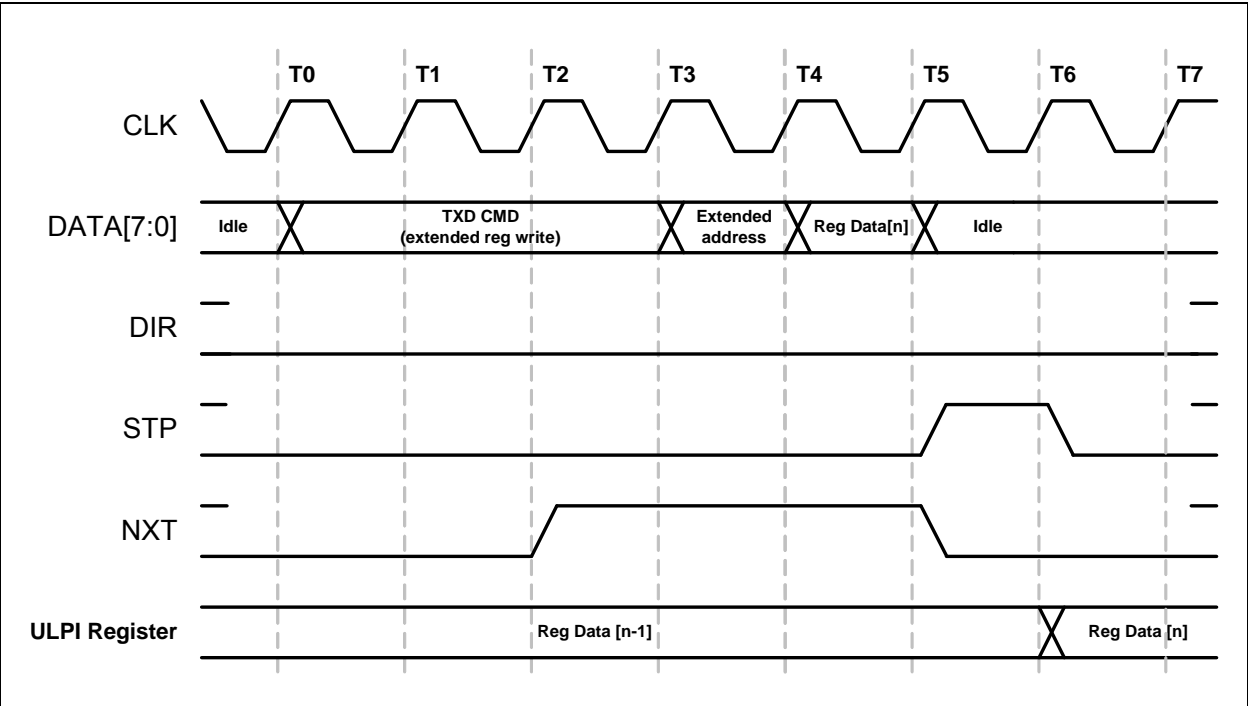 T0 T1 T2 T3 T4 T5 T6 T7
CLK
DATA[7:0]
Idle
TXD CMD
(extended reg write)
Extended
address
Reg Data[n]
Idle
DIR
STP
NXT
ULPI Register
Reg Data [n-1]
Reg Data [n]